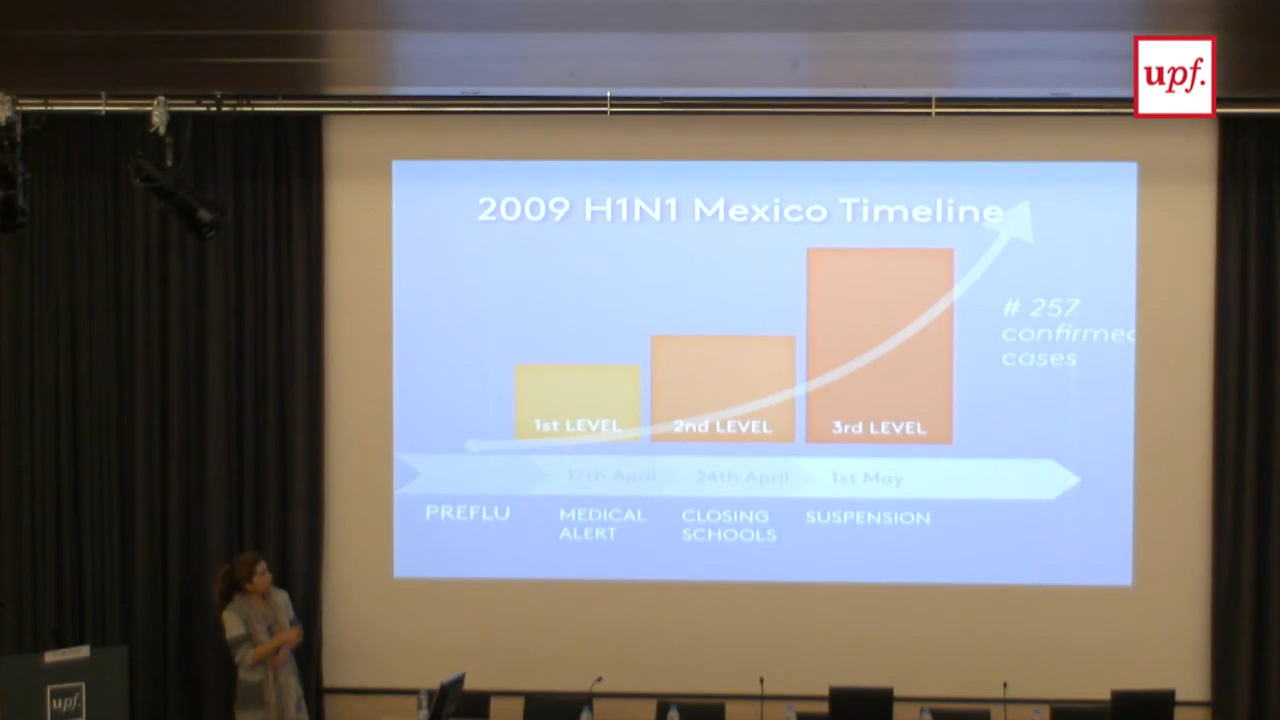 upf.
2009 H1N1 Mexico Timeline
# 257
confirmed
cases
1st LEVEL
2nd LEVEL
3rd LEVEL
17th April
24th April
1st May
PREFLU
MEDICAL
ALERT
CLOSING
SCHOOLS
SUSPENSION
upf.